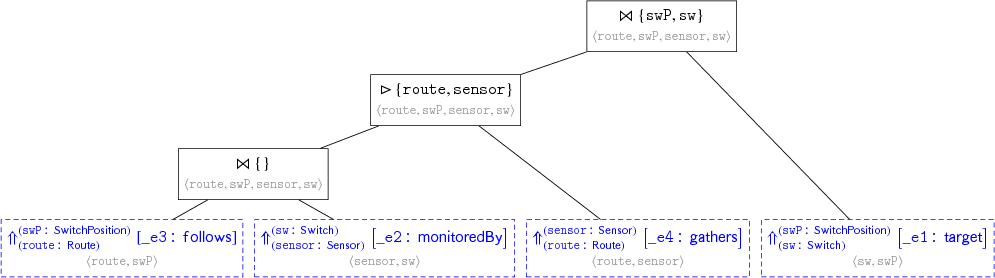 ⋈ {swP, sw}
⟨route, swP, sensor, sw⟩
▷ {route, sensor}
⟨route, swP, sensor, sw⟩
⋈ {}
⟨route, swP, sensor, sw⟩
⇑(swP: SwitchPosition)(route: Route) [_e3: follows]
⟨route, swP⟩
⇑(sw: Switch)(sensor: Sensor) [_e2: monitoredBy]
⟨sensor, sw⟩
⇑(sensor: Sensor)(route: Route) [_e4: gathers]
⟨route, sensor⟩
⇑(swP: SwitchPosition)(sw: Switch) [_e1: target]
⟨sw, swP⟩